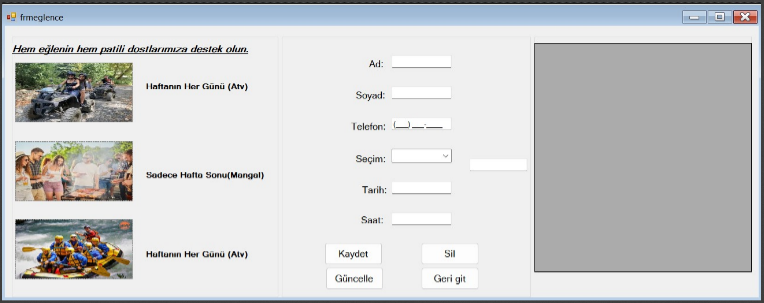 frmeglence
Hem eğlenin hem patili dostlarımıza destek olun.
Haftanın Her Günü (Atv)
Sadece Hafta Sonu(Mangal)
Haftanın Her Günü (Atv)
Ad:
Soyad:
Telefon: (___) ___-____
Seçim:
Tarih:
Saat:
Kaydet Sil
Güncelle Geri git